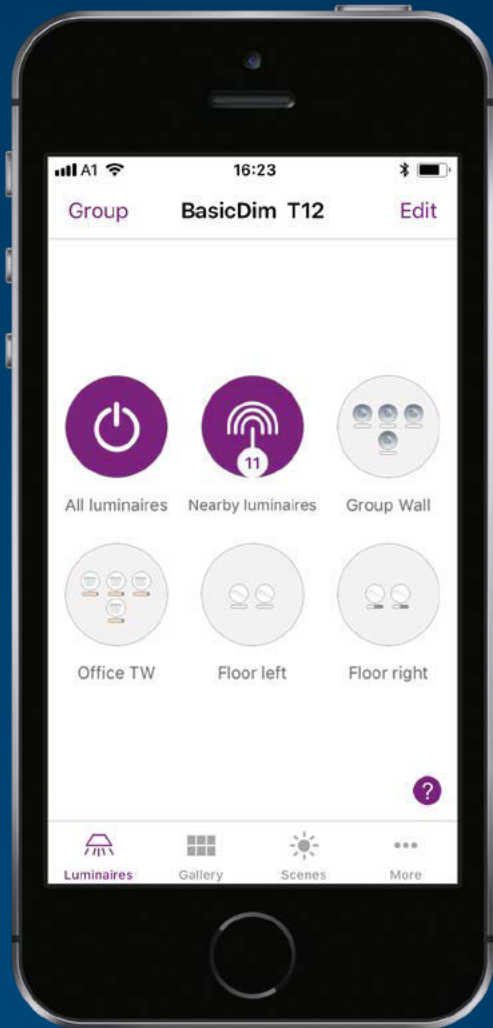 A1 16:23
Group BasicDim T12 Edit
11
All luminaires Nearby luminaires Group Wall
Office TW Floor left Floor right
?
Luminaires Gallery Scenes More